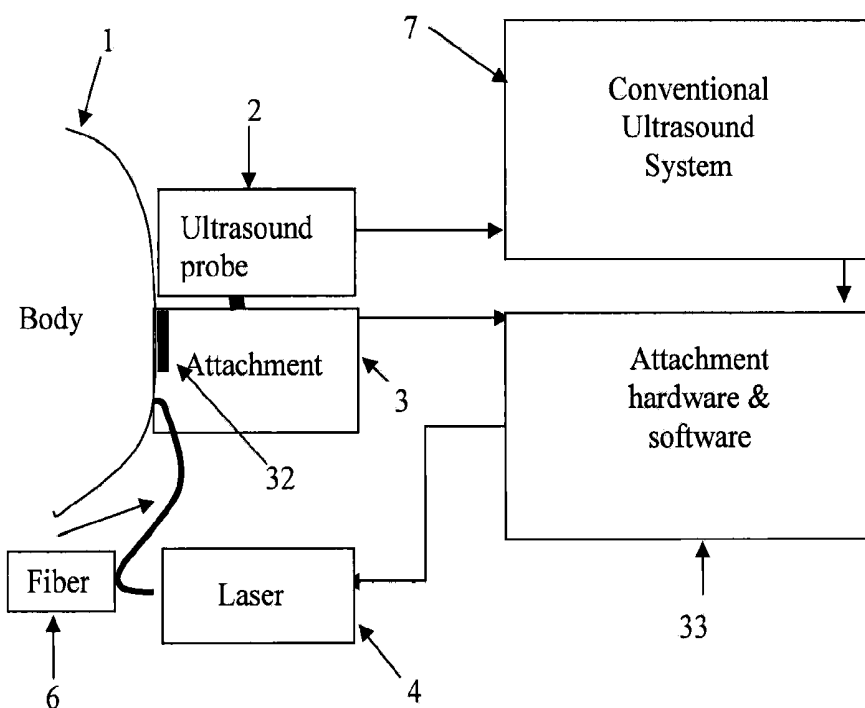 1
7
2
Conventional
Ultrasound
System
Ultrasound
probe
Body
Attachment
3
Attachment
hardware &
software
32
Fiber
Laser
33
6
4